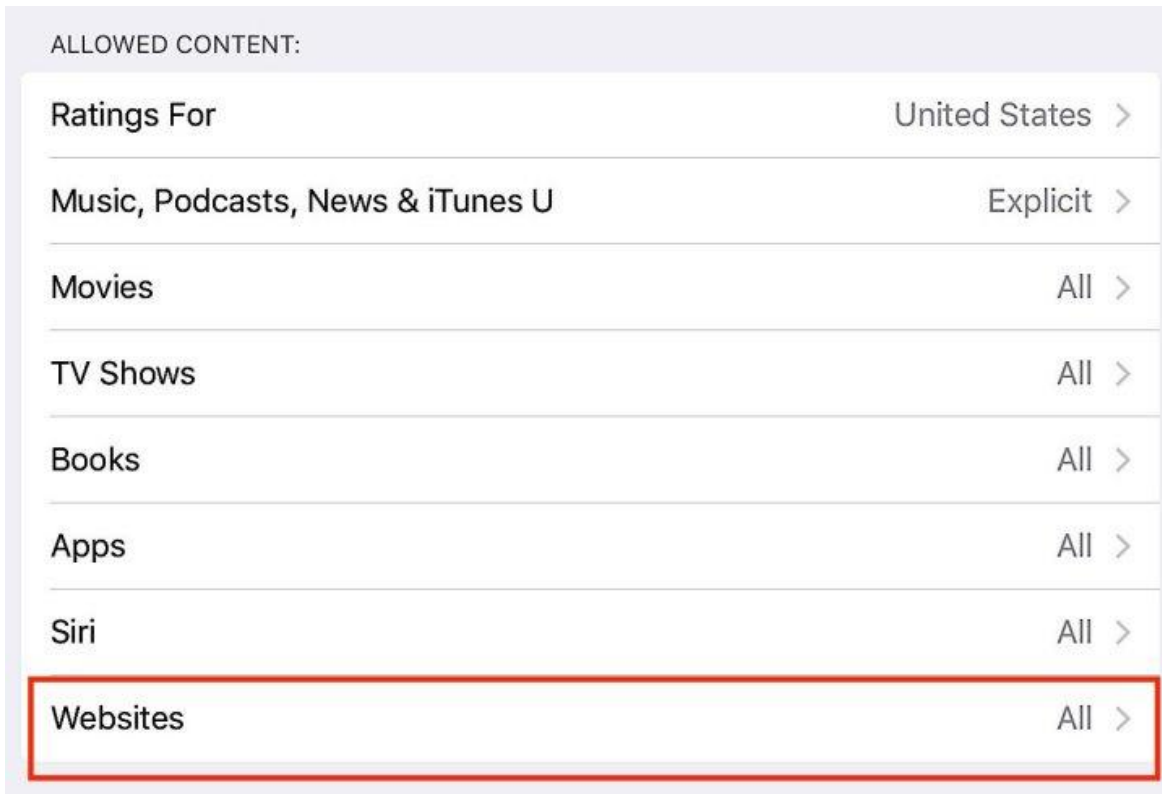 ALLOWED CONTENT:
Ratings For United States
Music, Podcasts, News & iTunes U Explicit
Movies All
TV Shows All
Books All
Apps All
Siri All
Websites All